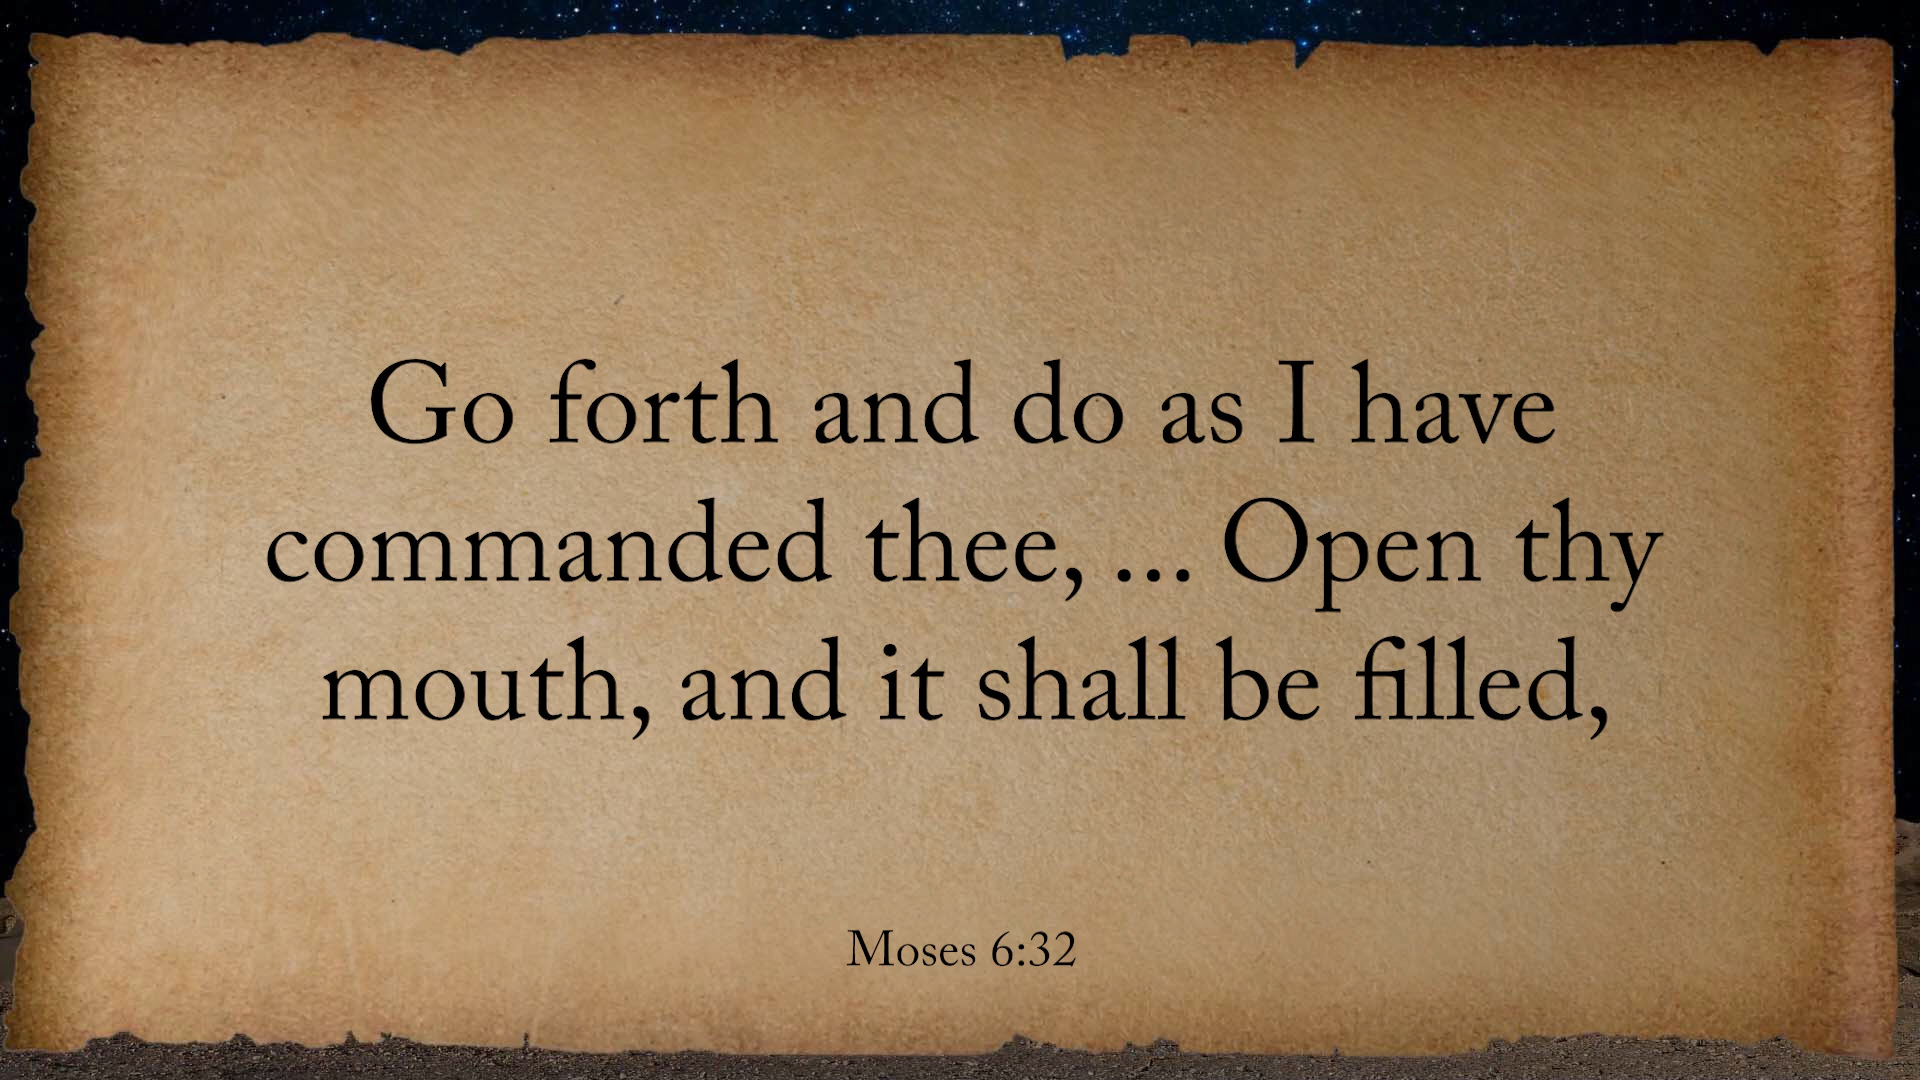 Go forth and do as I have
commanded thee, ... Open thy
mouth, and it shall be filled,
Moses 6:32